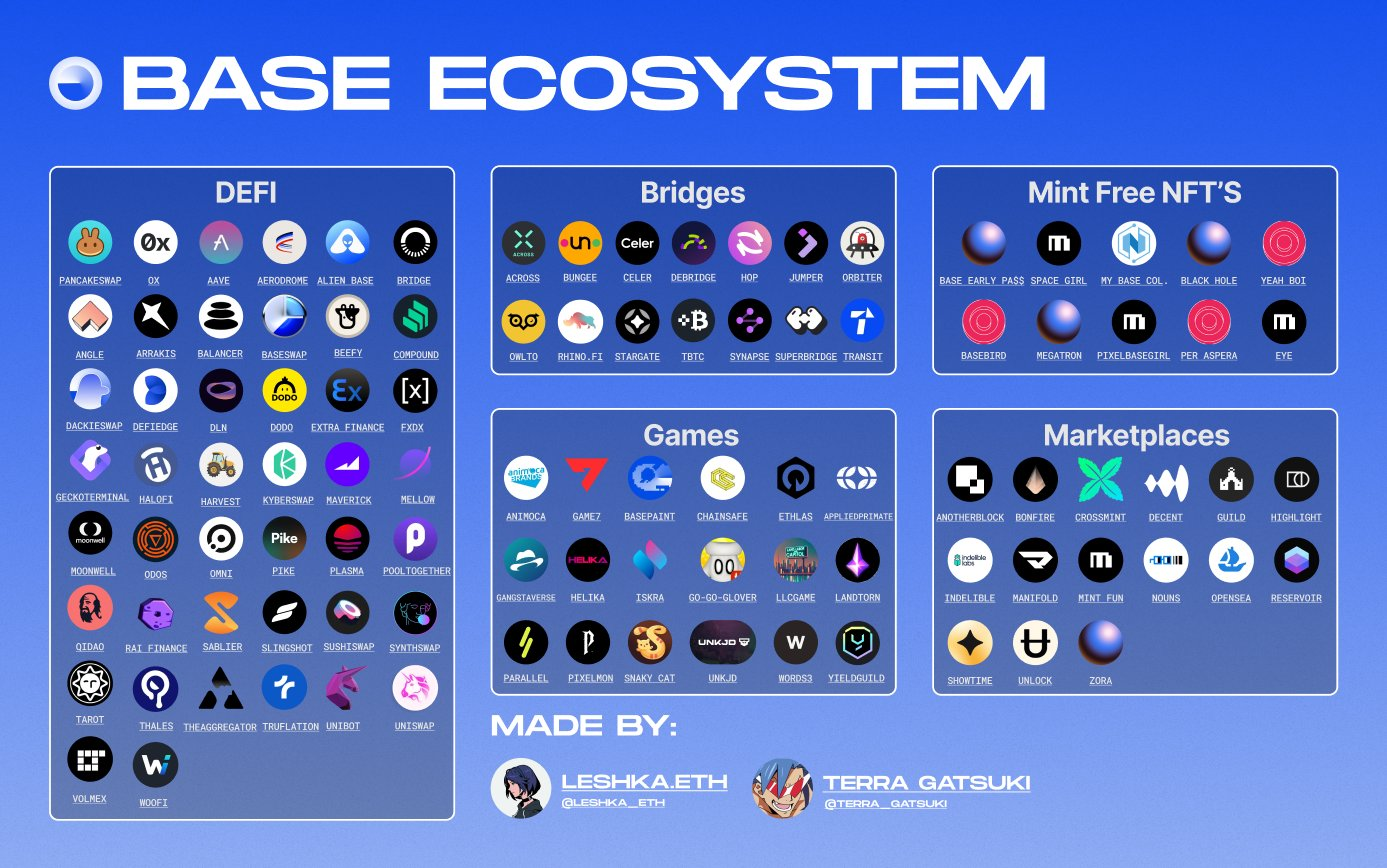 BASE ECOSYSTEM
DEFI
0x
PANCAKESWAP OX AAVE AERODROME ALIEN BASE BRIDGE
ANGLE ARRAKIS BALANCER BASESWAP BEEFY COMPOUND
DODO Ex [x]
DACKIESWAP DEFIEDGE DLN DODO EXTRA FINANCE FXDX
GECKOTERMINAL HALOFI HARVEST KYBERSWAP MAVERICK MELLOW
moonwell Pike
MOONWELL ODOS OMNI PIKE PLASMA POOLTOGETHER
QIDAO RAI FINANCE SABLIER SLINGSHOT SUSHISWAP SYNTHSWAP
TAROT THALES THEAGGREGATOR TRUFLATION UNIBOT UNISWAP
VOLMEX WOOFI
Bridges
ACROSS un Celer
ACROSS BUNGEE CELER DEBRIDGE HOP JUMPER ORBITER
OWLTO RHINO.FI STARGATE TBTC SYNAPSE SUPERBRIDGE TRANSIT
Mint Free NFT'S
BASE EARLY PA$$ SPACE GIRL MY BASE COL. BLACK HOLE YEAH BOI
BASEBIRD MEGATRON PIXELBASEGIRL PER ASPERA EYE
Games
animoca
BRANDS
ANIMOCA GAME7 BASEPAINT CHAINSAFE ETHLAS APPLIEDPRIMATE
HELIKA
GANGSTAVERSE HELIKA ISKRA GO-GO-GLOVER LLCGAME LANDTORN
UNKJD W
PARALLEL PIXELMON SNAKY CAT UNKJD WORDS3 YIELDGUILD
Marketplaces
ANOTHERBLOCK BONFIRE CROSSMINT DECENT GUILD HIGHLIGHT
indelible
labs
INDELIBLE MANIFOLD MINT FUN NOUNS OPENSEA RESERVOIR
SHOWTIME UNLOCK ZORA
MADE BY:
LESHKA.ETH TERRA GATSUKI
@LESHKA_ETH @TERRA_GATSUKI